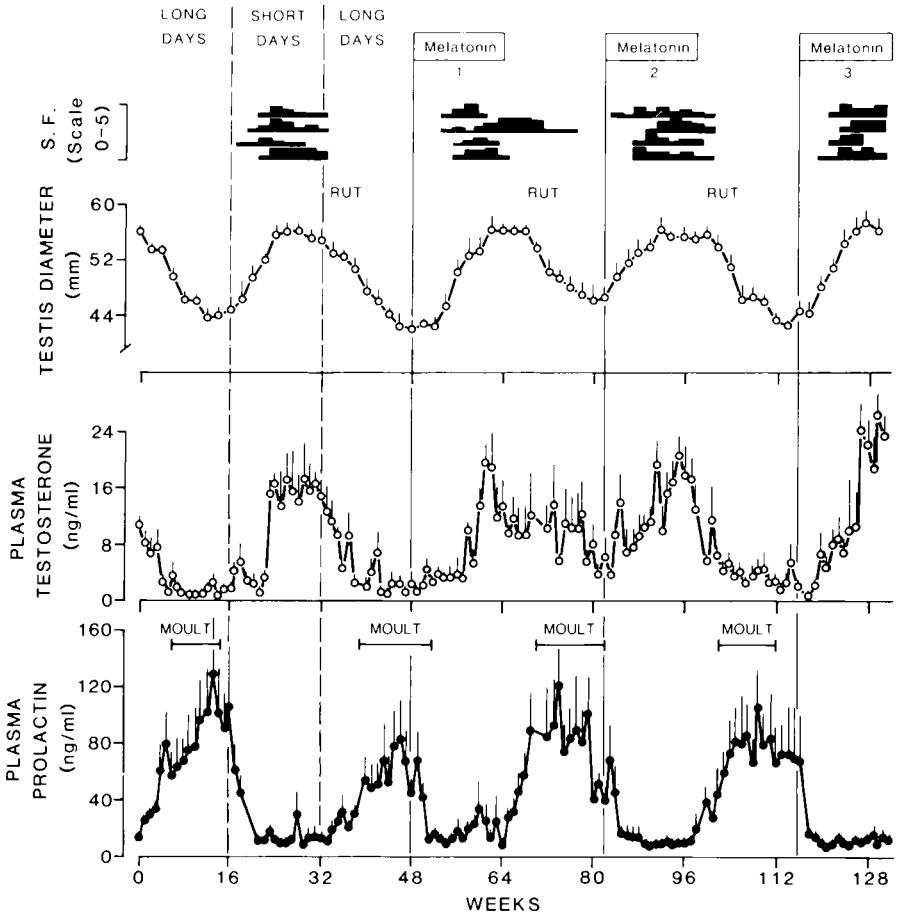 LONG DAYS
SHORT DAYS
LONG DAYS
Melatonin 1
Melatonin 2
Melatonin 3
S. F.
(Scale
0-5)
RUT
RUT
RUT
TESTIS DIAMETER
(mm)
60
52
44
PLASMA
TESTOSTERONE
(ng/ml)
24
16
8
0
PLASMA
PROLACTIN
(ng/ml)
160
120
80
40
0
MOULT
MOULT
MOULT
MOULT
0
16
32
48
64
80
96
112
128
WEEKS